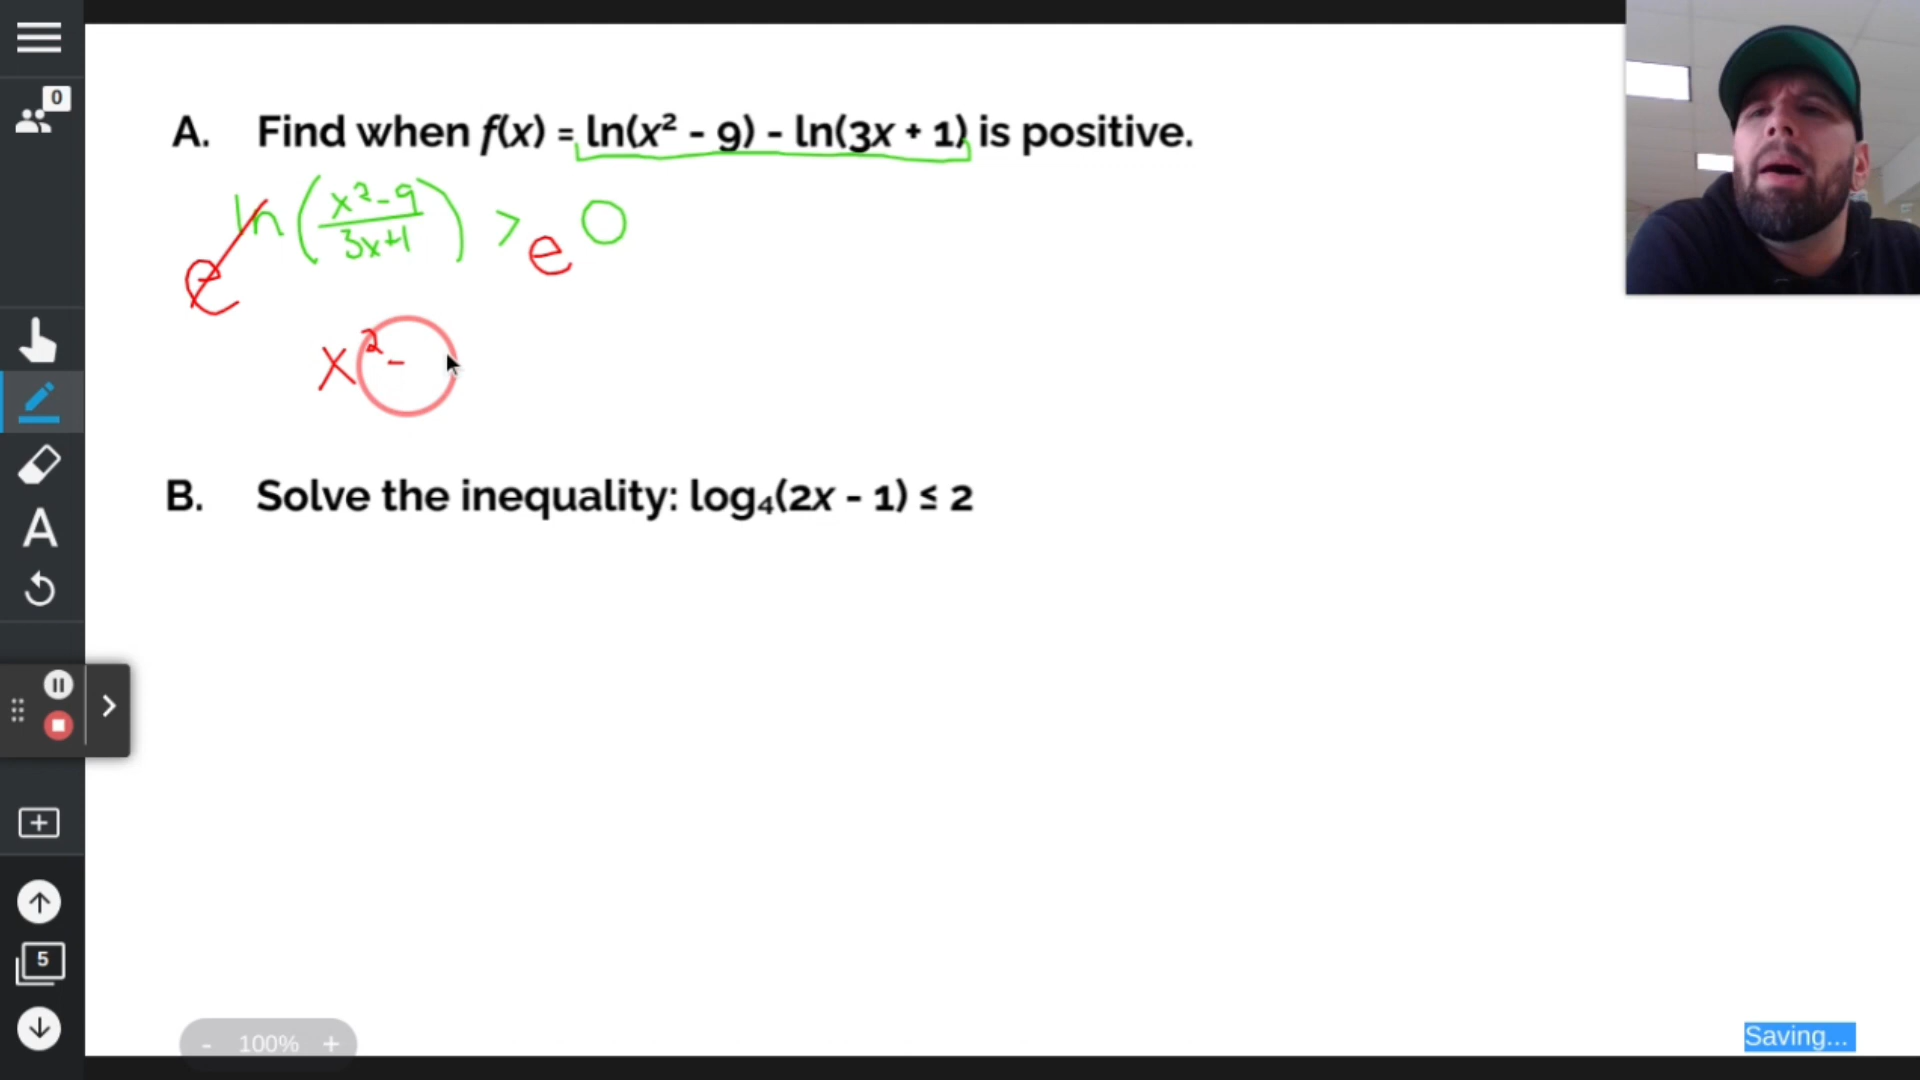 0
A. Find when f(x) = ln(x² - 9) - ln(3x + 1) is positive.
ln(x²-9/3x+1) > 0
e e
x² -
B. Solve the inequality: log₄(2x - 1) ≤ 2
A
5
- 100% +
Saving...